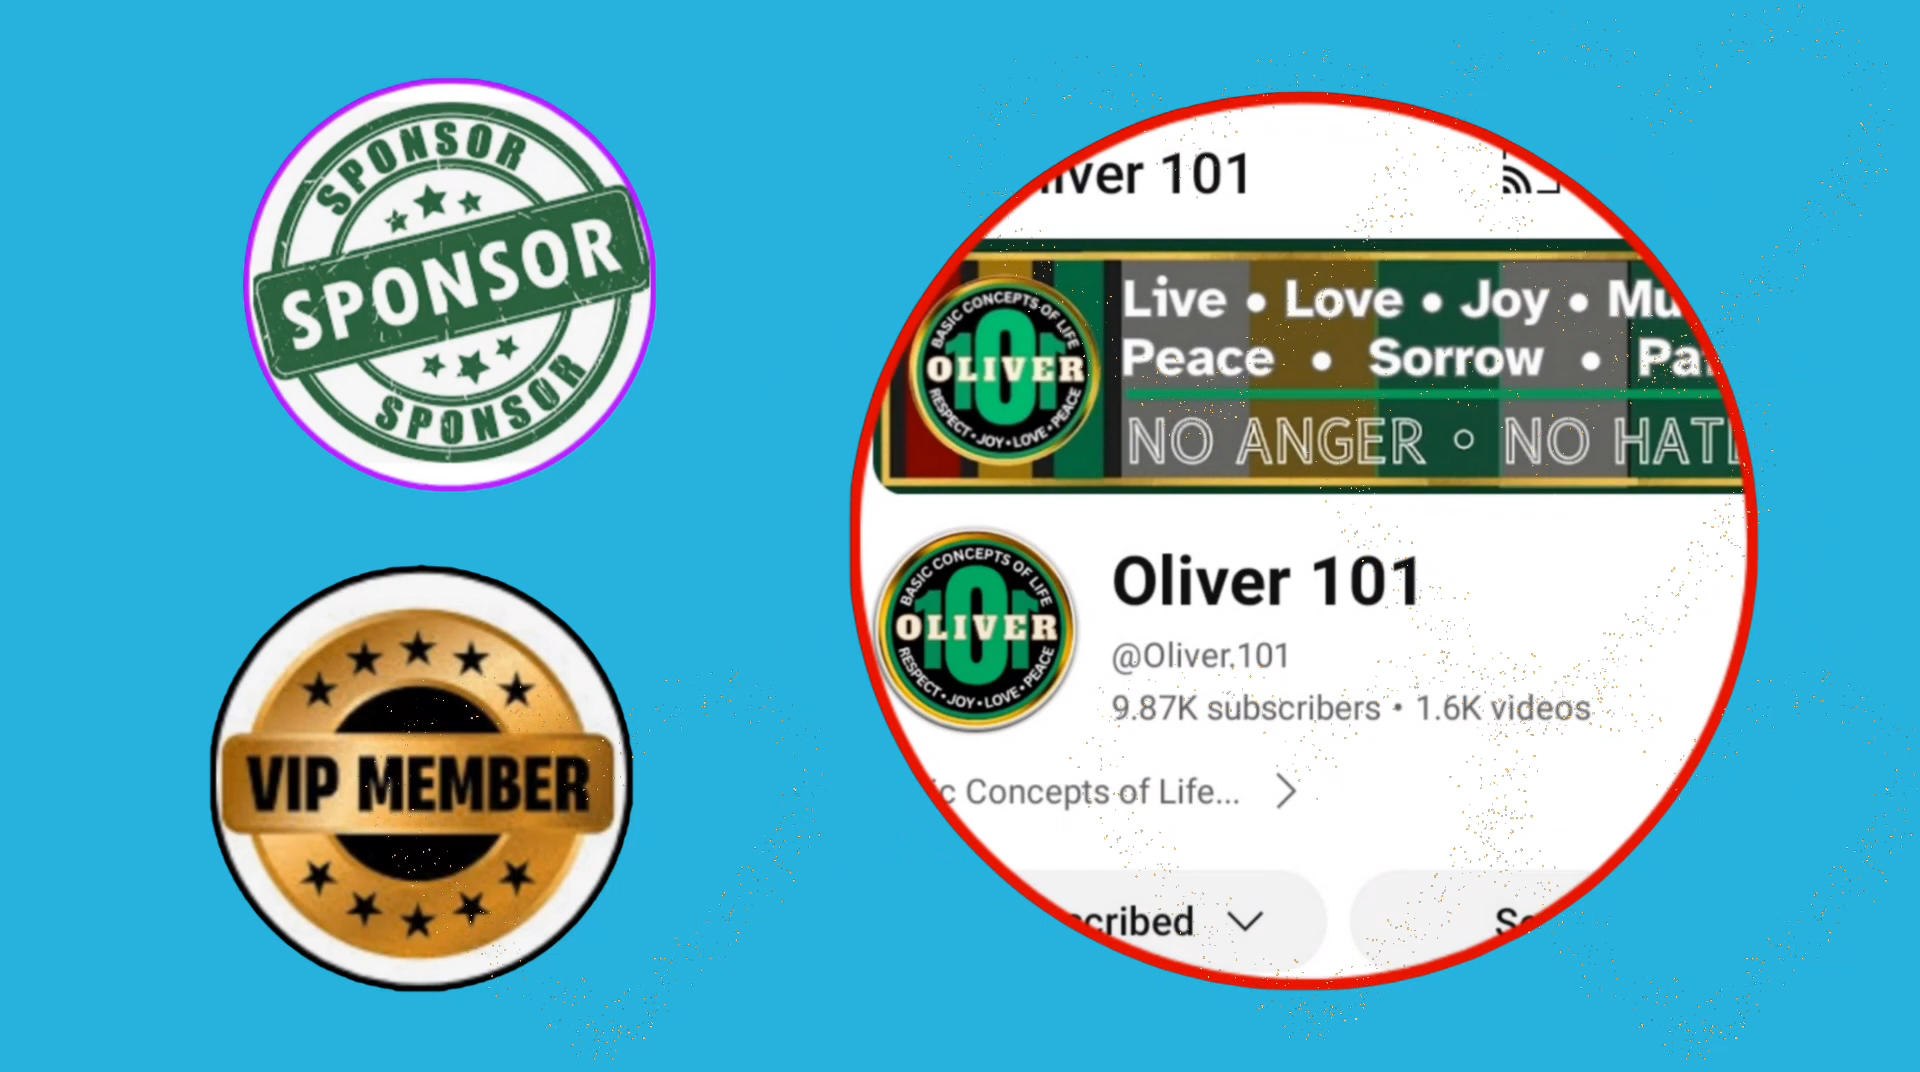 SPONSOR
SPONSOR
SPONSOR
VIP MEMBER
iver 101
BASIC CONCEPTS OF LIFE
101
OLIVER
RESPECT • JOY • LOVE • PEACE
Live • Love • Joy • Mu
Peace • Sorrow • Pa
NO ANGER ◦ NO HAT
BASIC CONCEPTS OF LIFE
101
OLIVER
RESPECT • JOY • LOVE • PEACE
Oliver 101
@Oliver.101
9.87K subscribers • 1.6K videos
c Concepts of Life...
cribed